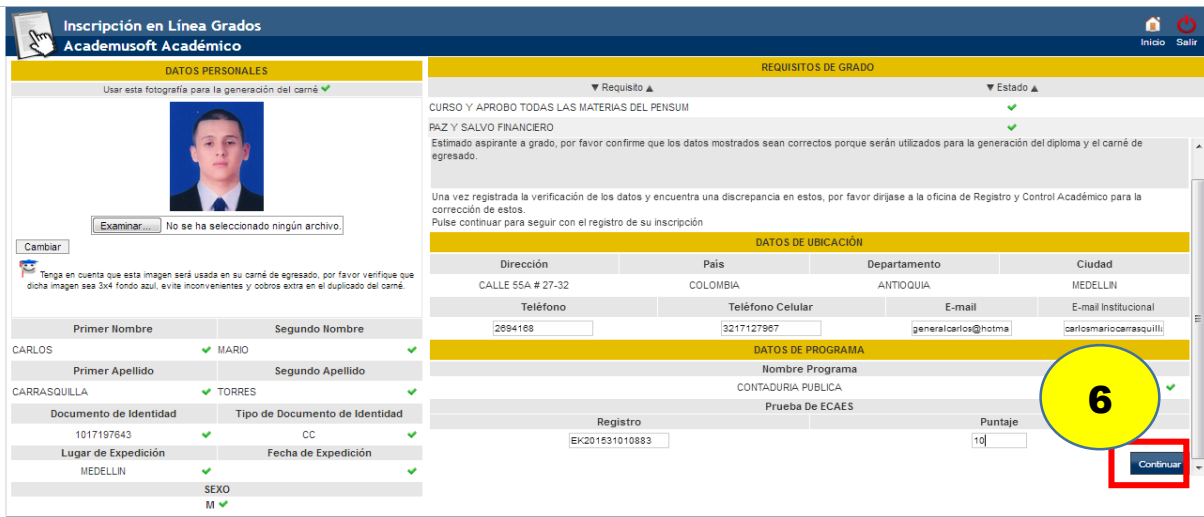 Inscripción en Línea Grados
Academusoft Académico
Inicio Salir
DATOS PERSONALES
Usar esta fotografía para la generación del carné
Examinar... No se ha seleccionado ningún archivo.
Cambiar
Tenga en cuenta que esta imagen será usada en su carné de egresado, por favor verifique que
dicha imagen sea 3x4 fondo azul, evite inconvenientes y cobros extra en el duplicado del carné.
Primer Nombre Segundo Nombre
CARLOS MARIO
Primer Apellido Segundo Apellido
CARRASQUILLA TORRES
Documento de Identidad Tipo de Documento de Identidad
1017197643 CC
Lugar de Expedición Fecha de Expedición
MEDELLIN
SEXO
M
REQUISITOS DE GRADO
▼ Requisito ▲ ▼ Estado ▲
CURSO Y APROBO TODAS LAS MATERIAS DEL PENSUM
PAZ Y SALVO FINANCIERO
Estimado aspirante a grado, por favor confirme que los datos mostrados sean correctos porque serán utilizados para la generación del diploma y el carné de
egresado.
Una vez registrada la verificación de los datos y encuentra una discrepancia en estos, por favor dirijase a la oficina de Registro y Control Académico para la
corrección de estos.
Pulse continuar para seguir con el registro de su inscripción
DATOS DE UBICACIÓN
Dirección País Departamento Ciudad
CALLE 55A # 27-32 COLOMBIA ANTIOQUIA MEDELLIN
Teléfono Teléfono Celular E-mail E-mail Institucional
2694168 3217127967 generalcarlos@hotma carlosmariocarrasquilla
DATOS DE PROGRAMA
Nombre Programa
CONTADURIA PUBLICA
Prueba De ECAES
Registro Puntaje
EK201531010883 10
6
Continuar